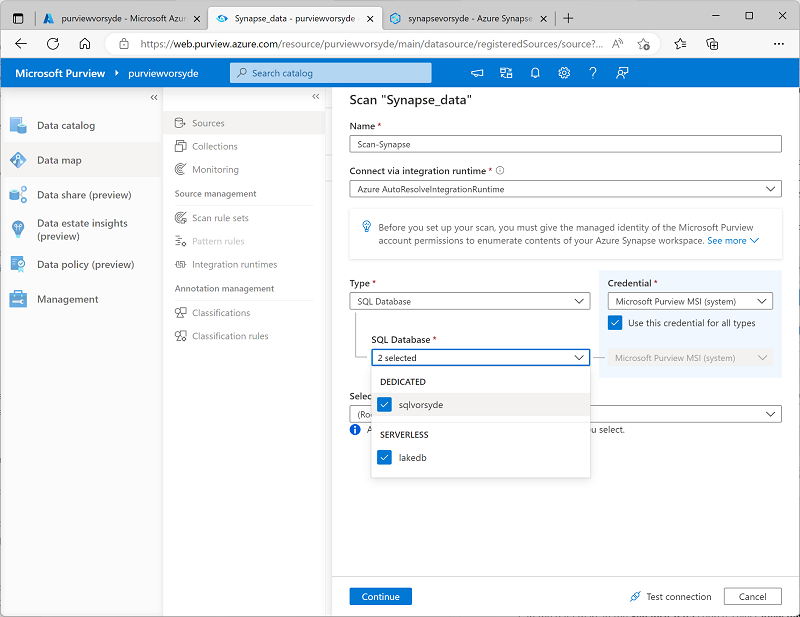 purviewvorsyde - Microsoft Azur
Synapse_data - purviewvorsyde -
synapsevorsyde - Azure Synapse
https://web.purview.azure.com/resource/purviewvorsyde/main/datasource/registeredSources/source?...
Microsoft Purview
purviewvorsyde
Search catalog
Data catalog
Data map
Data share (preview)
Data estate insights
(preview)
Data policy (preview)
Management
Sources
Collections
Monitoring
Source management
Scan rule sets
Pattern rules
Integration runtimes
Annotation management
Classifications
Classification rules
Scan "Synapse_data"
Name *
Scan-Synapse
Connect via integration runtime *
Azure AutoResolveIntegrationRuntime
Before you set up your scan, you must give the managed identity of the Microsoft Purview
account permissions to enumerate contents of your Azure Synapse workspace. See more
Type *
SQL Database
Credential *
Microsoft Purview MSI (system)
Use this credential for all types
SQL Database *
2 selected
Microsoft Purview MSI (system)
DEDICATED
sqlvorsyde
SERVERLESS
lakedb
Selec
(Ro
A
u select.
Continue
Test connection
Cancel